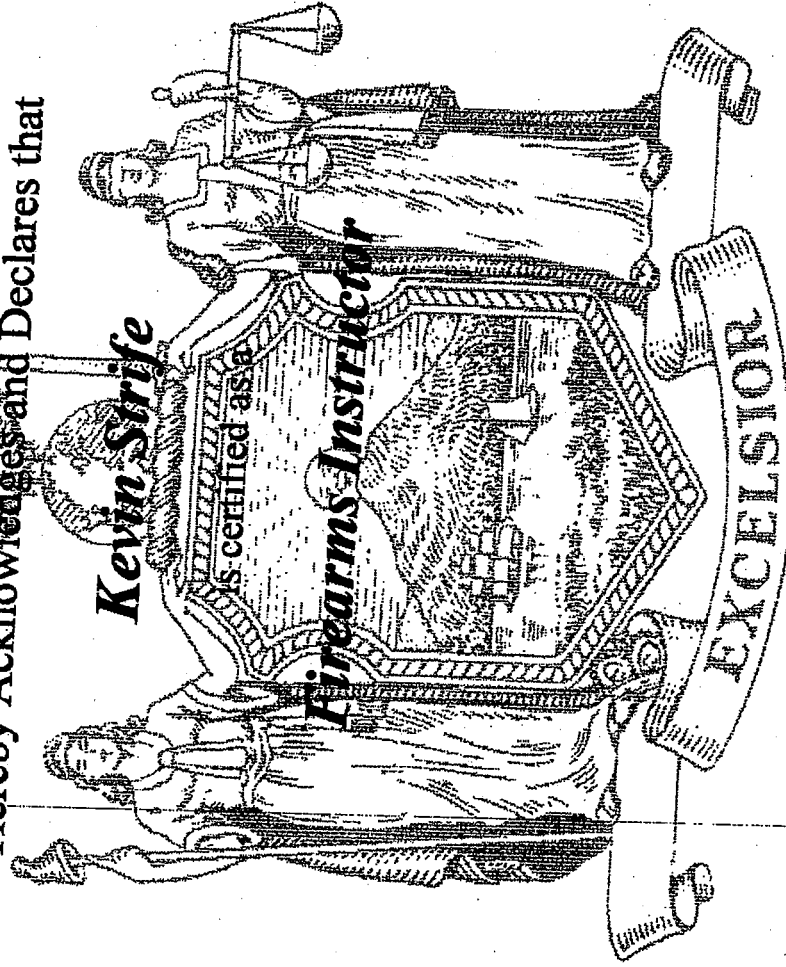 Hereby Acknowledges and Declares that
Kevin Strife
is certified as a
Firearms Instructor
EXCELSIOR